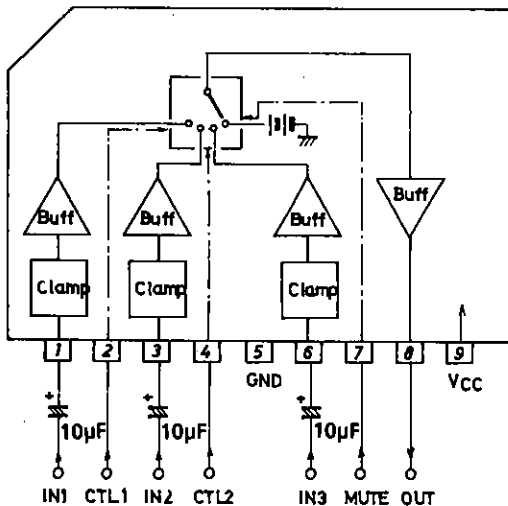 Buff Buff Buff Buff
Clamp Clamp Clamp
1 2 3 4 5 6 7 8 9
GND VCC
+ + +
10μF 10μF 10μF
IN1 CTL1 IN2 CTL2 IN3 MUTE OUT